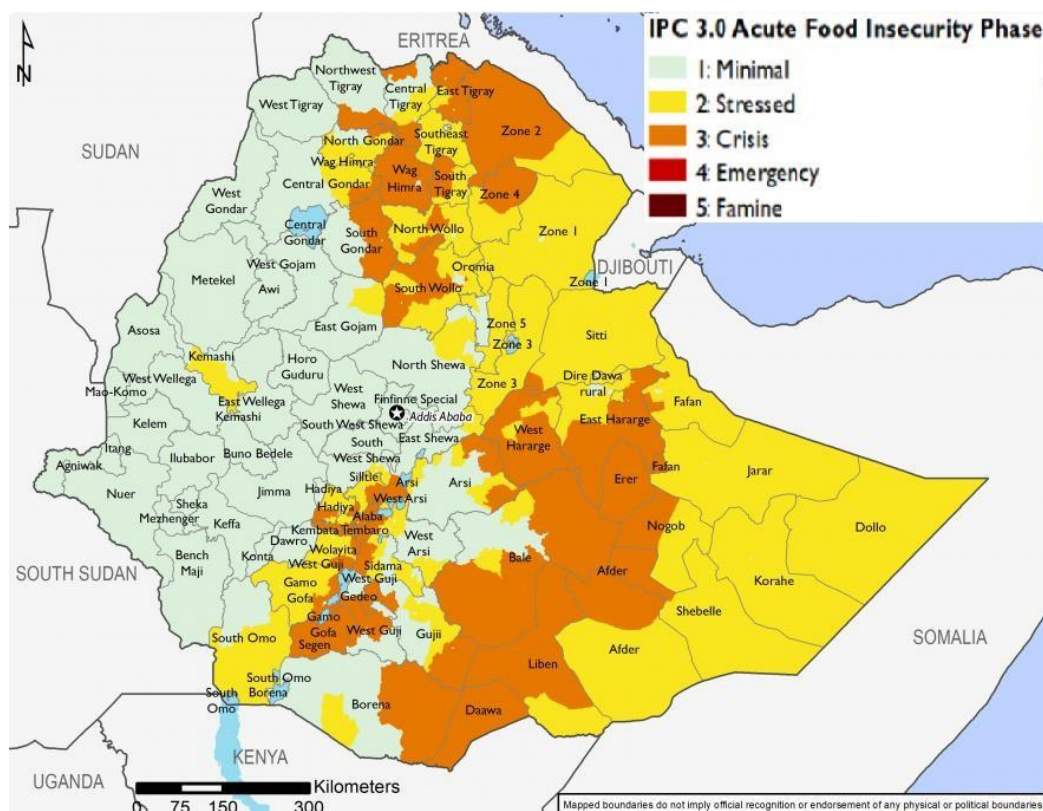 N
IPC 3.0 Acute Food Insecurity Phase
1: Minimal
2: Stressed
3: Crisis
4: Emergency
5: Famine
ERITREA
Northwest
Tigray
Central
Tigray
East Tigray
West Tigray
Zone 2
Southeast
Tigray
SUDAN
North Gondar
Wag Himra
Wag
Himra
South
Tigray
Zone 4
Central Gondar
West
Gondar
Central
Gondar
South
Gondar
North Wollo
Zone 1
DJIBOUTI
Zone 1
West Gojam
Oromia
Metekel
Awi
South Wollo
East Gojam
Zone 5
Zone 3
Sitti
Asosa
Kemashi
Horo
Guduru
North Shewa
Zone 3
Dire Dawa
rural
West Wellega
Mao-Komo
East Wellega
Kemashi
West
Shewa
Finfinne Special
Addis Ababa
Fafan
East Hararge
Kelem
South West Shewa
East Shewa
West
Hararge
Itang
Ilubabor
Buno Bedele
South
West Shewa
Agniwak
Siltie
Arsi
Arsi
Erer
Fafan
Jarar
Nuer
Jimma
Hadiya
Hadiya
West Arsi
Alaba
Sheka
Mezhenger
Keffa
Kembata Tembaro
Nogob
Dollo
Dawro
West
Arsi
Bench
Maji
Konta
Wolayita
Bale
SOUTH SUDAN
West Guji
Sidama
Afder
Korahe
Gamo
Gofa
West Guji
Gedeo
Shebelle
Gamo
Gofa
Segen
West Guji
Gujii
South Omo
Afder
SOMALIA
Liben
South Omo
Borena
South
Omo
Borena
Daawa
KENYA
UGANDA
Kilometers
0 75 150 300
Mapped boundaries do not imply official recognition or endorsement of any physical or political boundaries